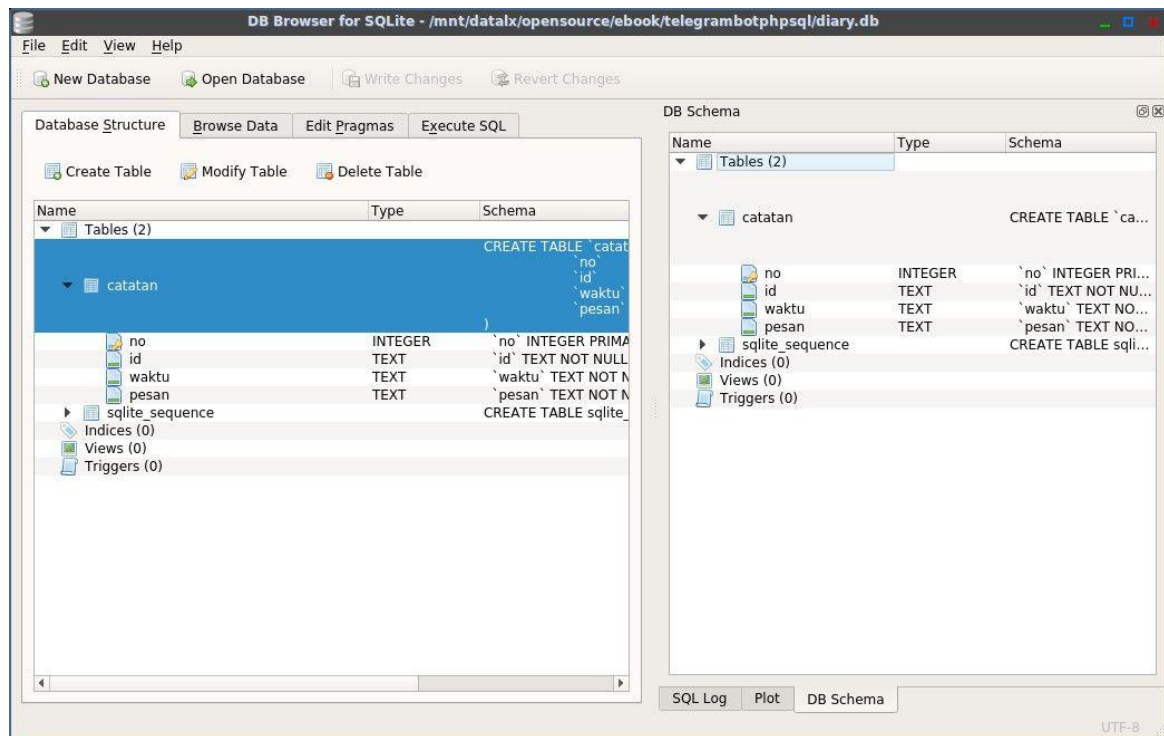 DB Browser for SQLite - /mnt/datalx/opensource/ebook/telegrambotphpsql/diary.db
File Edit View Help
New Database Open Database Write Changes Revert Changes
Database Structure Browse Data Edit Pragmas Execute SQL
Create Table Modify Table Delete Table
Name Type Schema
Tables (2)
CREATE TABLE `catat
`no`
`id`
catatan
`waktu`
`pesan`
)
no INTEGER `no` INTEGER PRIMA
id TEXT `id` TEXT NOT NULL
waktu TEXT `waktu` TEXT NOT N
pesan TEXT `pesan` TEXT NOT N
sqlite_sequence CREATE TABLE sqlite_
Indices (0)
Views (0)
Triggers (0)
DB Schema
Name Type Schema
Tables (2)
catatan CREATE TABLE `ca...
no INTEGER `no` INTEGER PRI...
id TEXT `id` TEXT NOT NU...
waktu TEXT `waktu` TEXT NO...
pesan TEXT `pesan` TEXT NO...
sqlite_sequence CREATE TABLE sqli...
Indices (0)
Views (0)
Triggers (0)
SQL Log Plot DB Schema
UTF-8